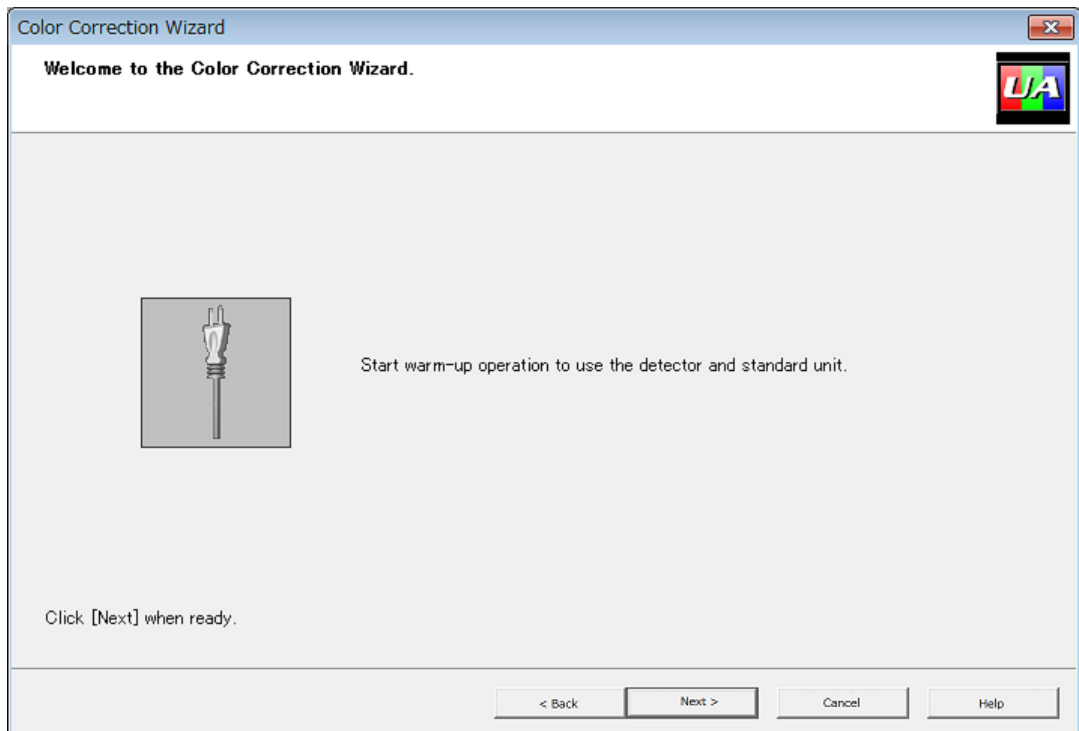 Color Correction Wizard
Welcome to the Color Correction Wizard.
UA
Start warm-up operation to use the detector and standard unit.
Click [Next] when ready.
< Back
Next >
Cancel
Help